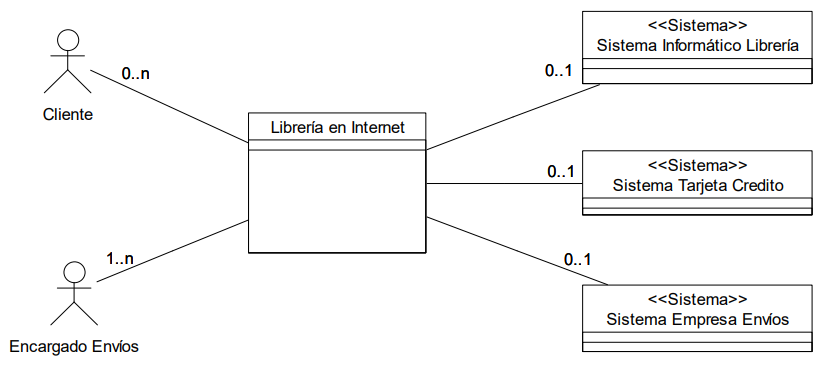 <<Sistema>>
Sistema Informático Librería
Cliente
0..n
0..1
Librería en Internet
<<Sistema>>
Sistema Tarjeta Credito
0..1
Encargado Envíos
1..n
0..1
<<Sistema>>
Sistema Empresa Envíos